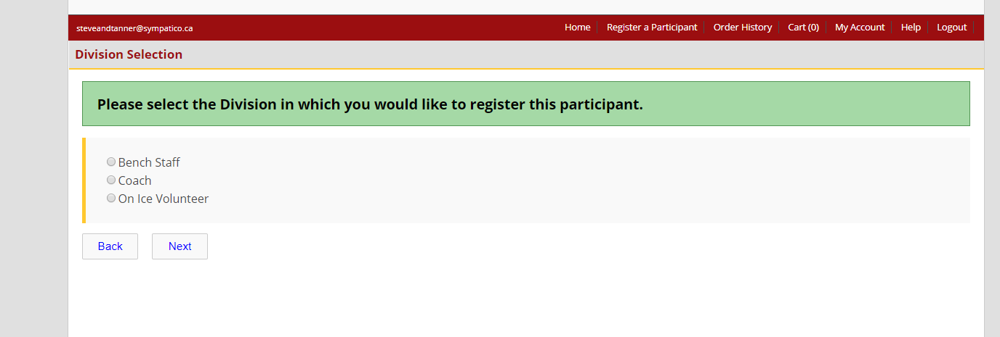 steveandtanner@sympatico.ca Home Register a Participant Order History Cart (0) My Account Help Logout
Division Selection
Please select the Division in which you would like to register this participant.
Bench Staff
Coach
On Ice Volunteer
Back Next